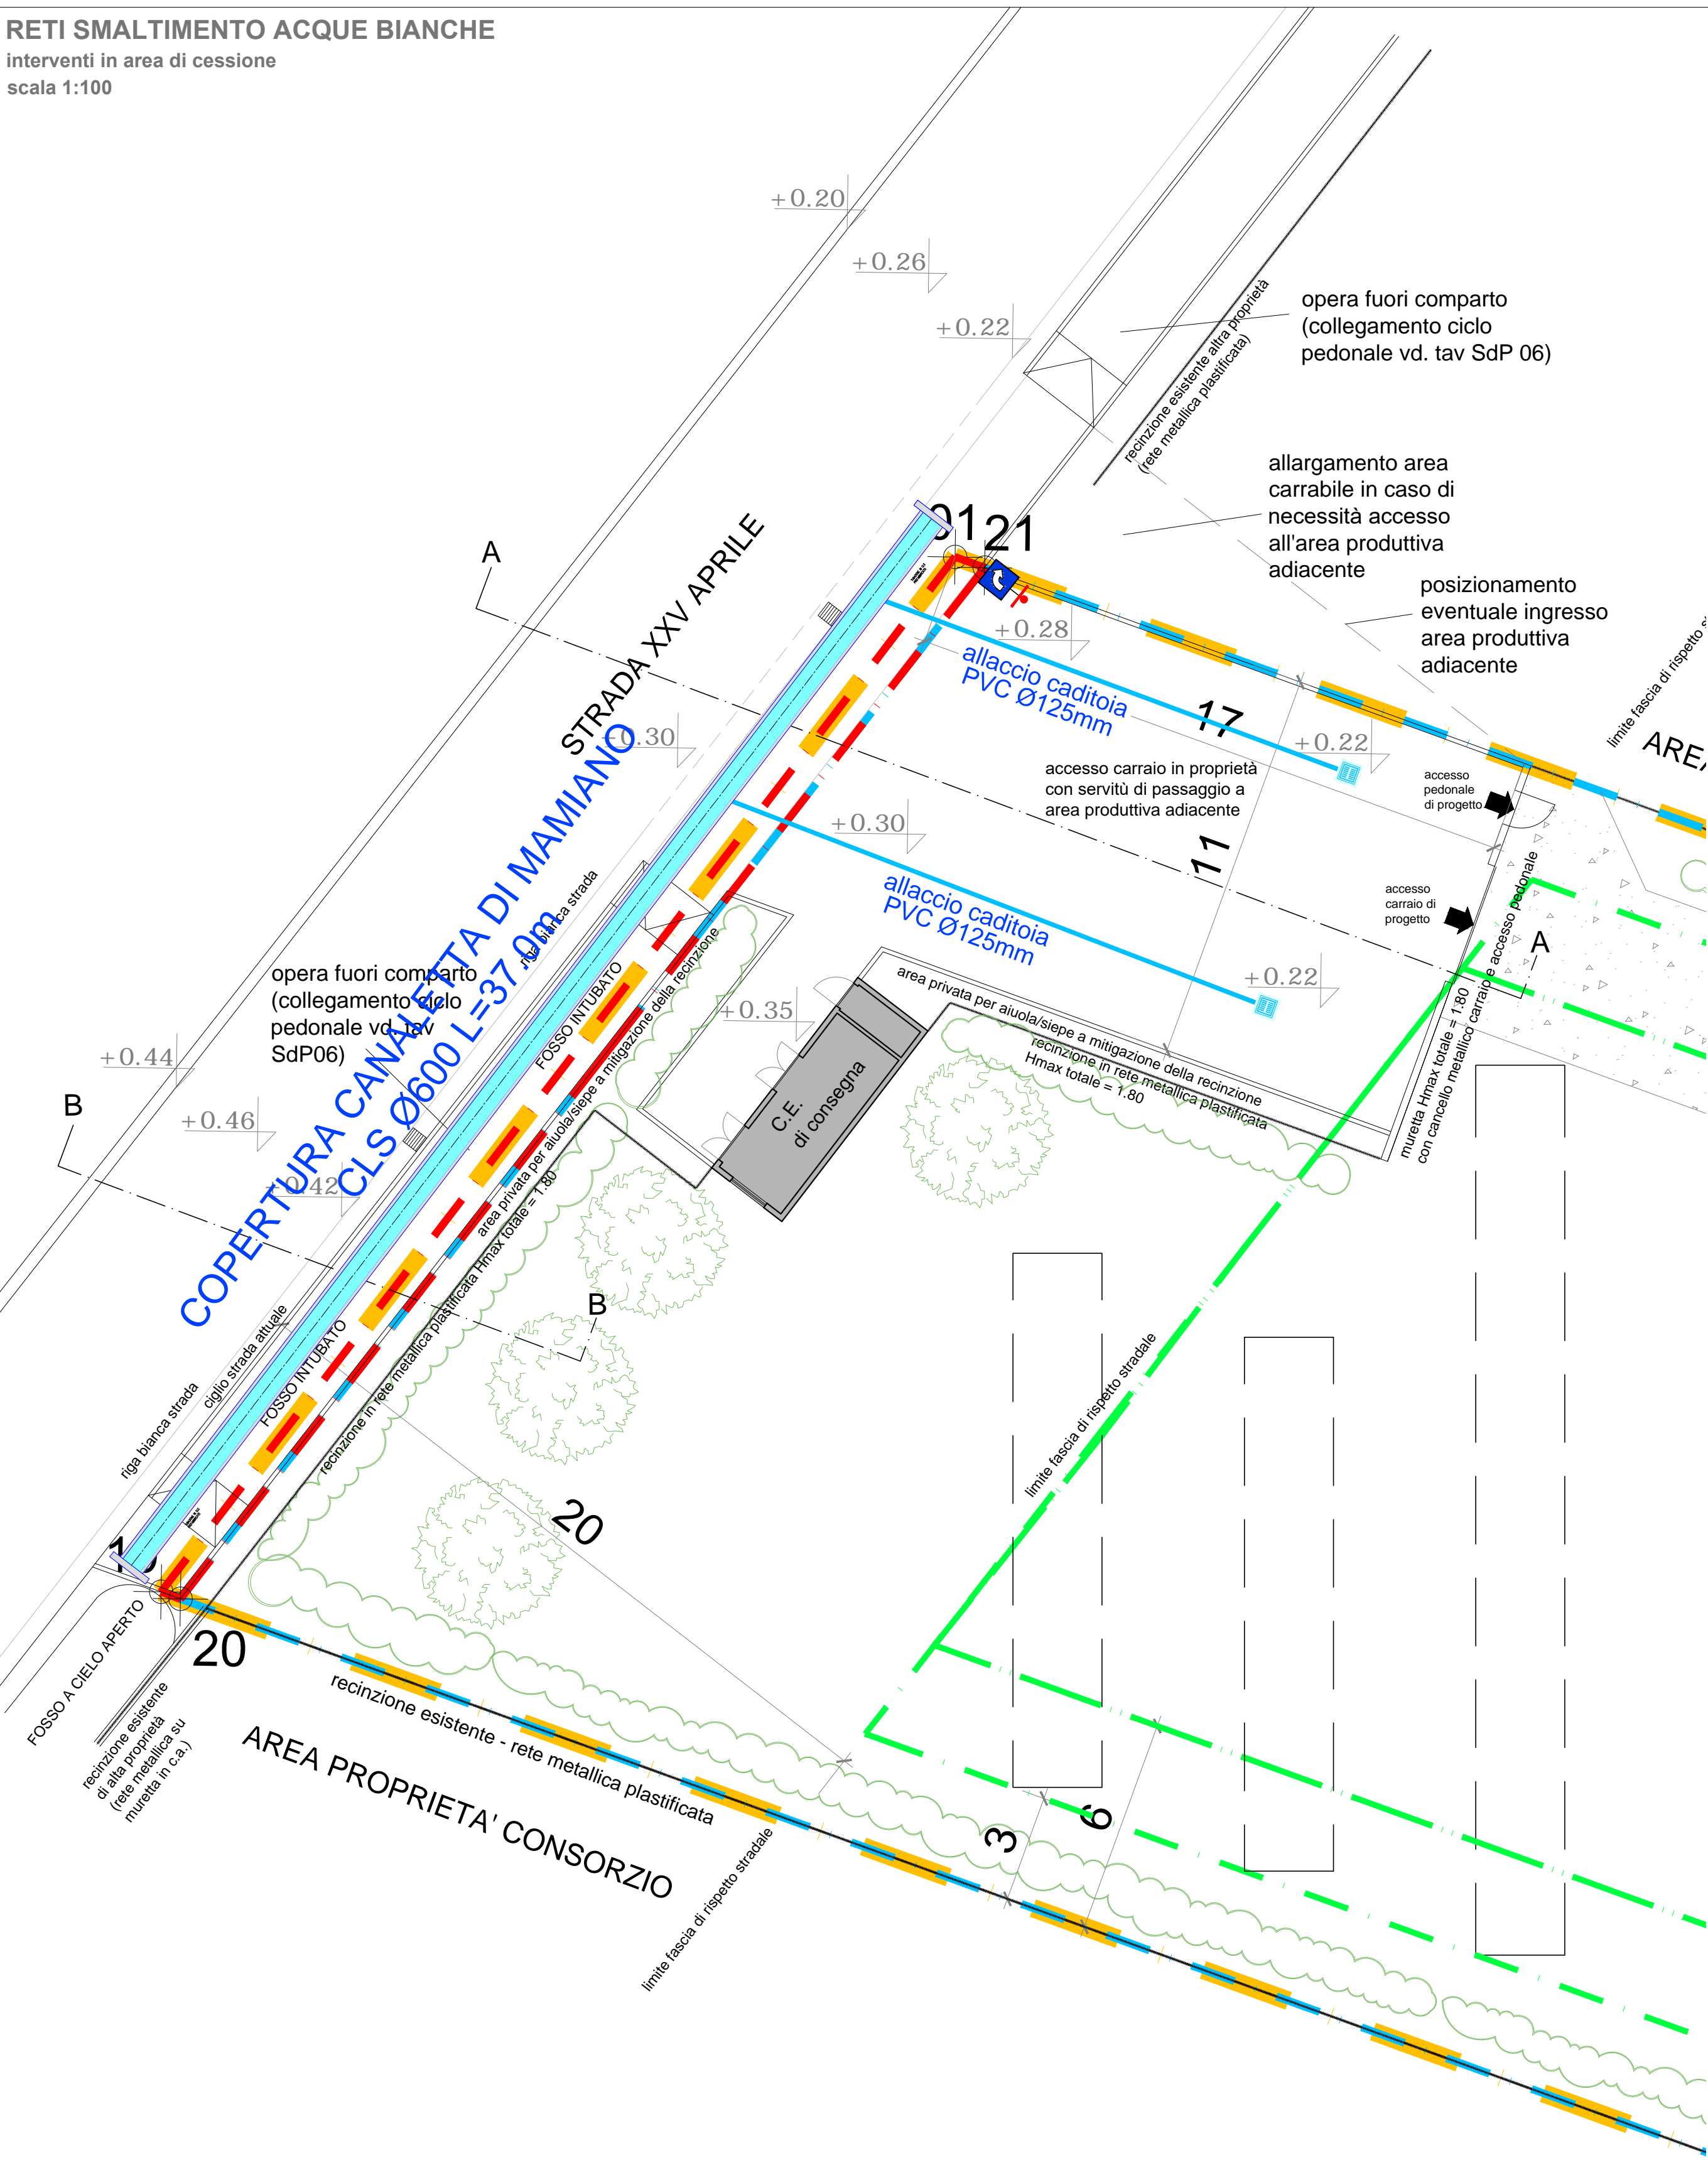 RETI SMALTIMENTO ACQUE BIANCHE
interventi in area di cessione
scala 1:100
+0.20
+0.26
+0.22
opera fuori comparto
(collegamento ciclo
pedonale vd. tav SdP 06)
recinzione esistente altra proprietà
(rete metallica plastificata)
allargamento area
carrabile in caso di
necessità accesso
all'area produttiva
adiacente
posizionamento
eventuale ingresso
area produttiva
adiacente
limite fascia di rispetto
01
21
A
STRADA XXV APRILE
+0.28
allaccio caditoia
PVC Ø125mm
17
+0.22
+0.30
accesso carraio in proprietà
con servitù di passaggio a
area produttiva adiacente
accesso
pedonale
di progetto
+0.30
11
COPERTURA CANALETTA DI MAMIANO
CLS Ø600 L=37.0m
riga bianca strada
allaccio caditoia
PVC Ø125mm
accesso
carraio di
progetto
A
opera fuori comparto
(collegamento ciclo
pedonale vd. tav
SdP06)
FOSSO INTUBATO
+0.35
+0.22
area privata per aiuola/siepe a mitigazione della recinzione
recinzione in rete metallica plastificata
Hmax totale = 1.80
muretta Hmax totale = 1.80
con cancello metallico carraio e accesso pedonale
C.E.
di consegna
+0.44
+0.46
+0.42
B
area privata per aiuola/siepe a mitigazione della recinzione
recinzione in rete metallica plastificata Hmax totale = 1.80
B
ciglio strada attuale
FOSSO INTUBATO
riga bianca strada
limite fascia di rispetto stradale
20
20
FOSSO A CIELO APERTO
recinzione esistente
di alta proprietà
(rete metallica su
muretta in c.a.)
recinzione esistente - rete metallica plastificata
AREA PROPRIETA' CONSORZIO
limite fascia di rispetto stradale
3
6